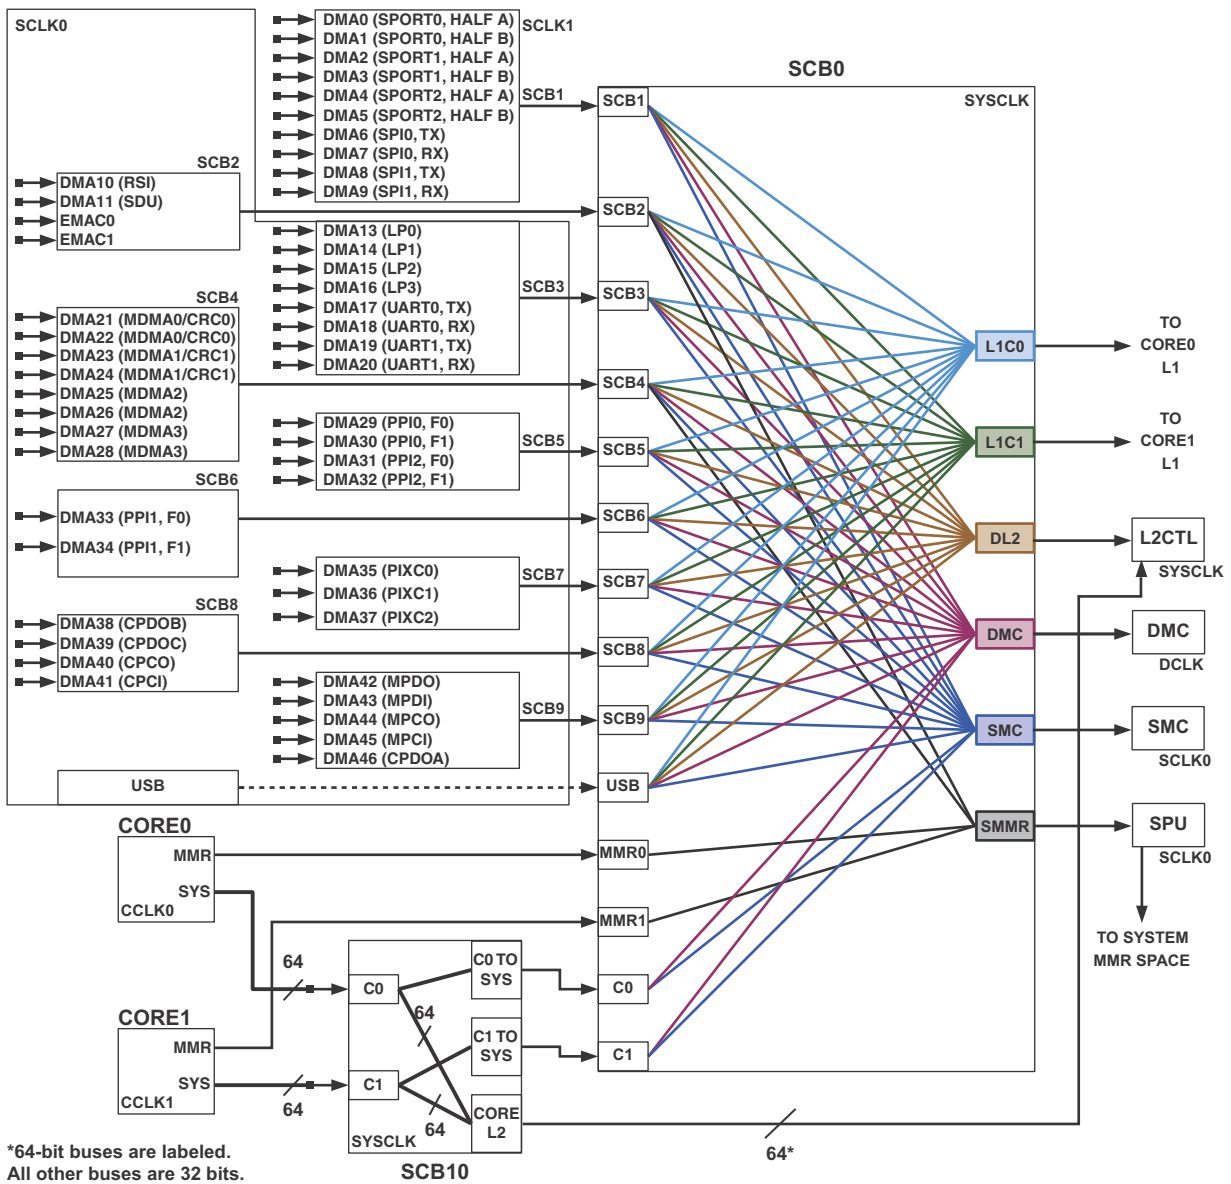 SCLK0
DMA0 (SPORT0, HALF A)
DMA1 (SPORT0, HALF B)
DMA2 (SPORT1, HALF A)
DMA3 (SPORT1, HALF B)
DMA4 (SPORT2, HALF A)
DMA5 (SPORT2, HALF B)
DMA6 (SPI0, TX)
DMA7 (SPI0, RX)
DMA8 (SPI1, TX)
DMA9 (SPI1, RX)
SCLK1
SCB1
SCB2
DMA10 (RSI)
DMA11 (SDU)
EMAC0
EMAC1
DMA13 (LP0)
DMA14 (LP1)
DMA15 (LP2)
DMA16 (LP3)
DMA17 (UART0, TX)
DMA18 (UART0, RX)
DMA19 (UART1, TX)
DMA20 (UART1, RX)
SCB3
SCB4
DMA21 (MDMA0/CRC0)
DMA22 (MDMA0/CRC0)
DMA23 (MDMA1/CRC1)
DMA24 (MDMA1/CRC1)
DMA25 (MDMA2)
DMA26 (MDMA2)
DMA27 (MDMA3)
DMA28 (MDMA3)
DMA29 (PPI0, F0)
DMA30 (PPI0, F1)
DMA31 (PPI2, F0)
DMA32 (PPI2, F1)
SCB5
SCB6
DMA33 (PPI1, F0)
DMA34 (PPI1, F1)
DMA35 (PIXC0)
DMA36 (PIXC1)
DMA37 (PIXC2)
SCB7
SCB8
DMA38 (CPDOB)
DMA39 (CPDOC)
DMA40 (CPCO)
DMA41 (CPCI)
DMA42 (MPDO)
DMA43 (MPDI)
DMA44 (MPCO)
DMA45 (MPCI)
DMA46 (CPDOA)
SCB9
USB
SCB0
SYSCLK
SCB1
SCB2
SCB3
SCB4
SCB5
SCB6
SCB7
SCB8
SCB9
USB
MMR0
MMR1
C0
C1
L1C0
L1C1
DL2
DMC
SMC
SMMR
TO
CORE0
L1
TO
CORE1
L1
L2CTL
SYSCLK
DMC
DCLK
SMC
SCLK0
SPU
SCLK0
TO SYSTEM
MMR SPACE
CORE0
MMR
SYS
CCLK0
64
CORE1
MMR
SYS
CCLK1
64
C0
C1
64
64
C0 TO
SYS
C1 TO
SYS
CORE
L2
SYSCLK
SCB10
64*
*64-bit buses are labeled.
All other buses are 32 bits.